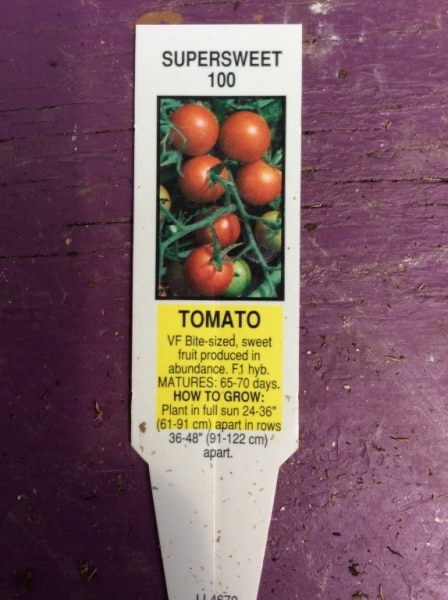 SUPERSWEET
100
TOMATO
VF Bite-sized, sweet
fruit produced in
abundance. F.1 hyb.
MATURES: 65-70 days.
HOW TO GROW:
Plant in full sun 24-36"
(61-91 cm) apart in rows
36-48" (91-122 cm)
apart.